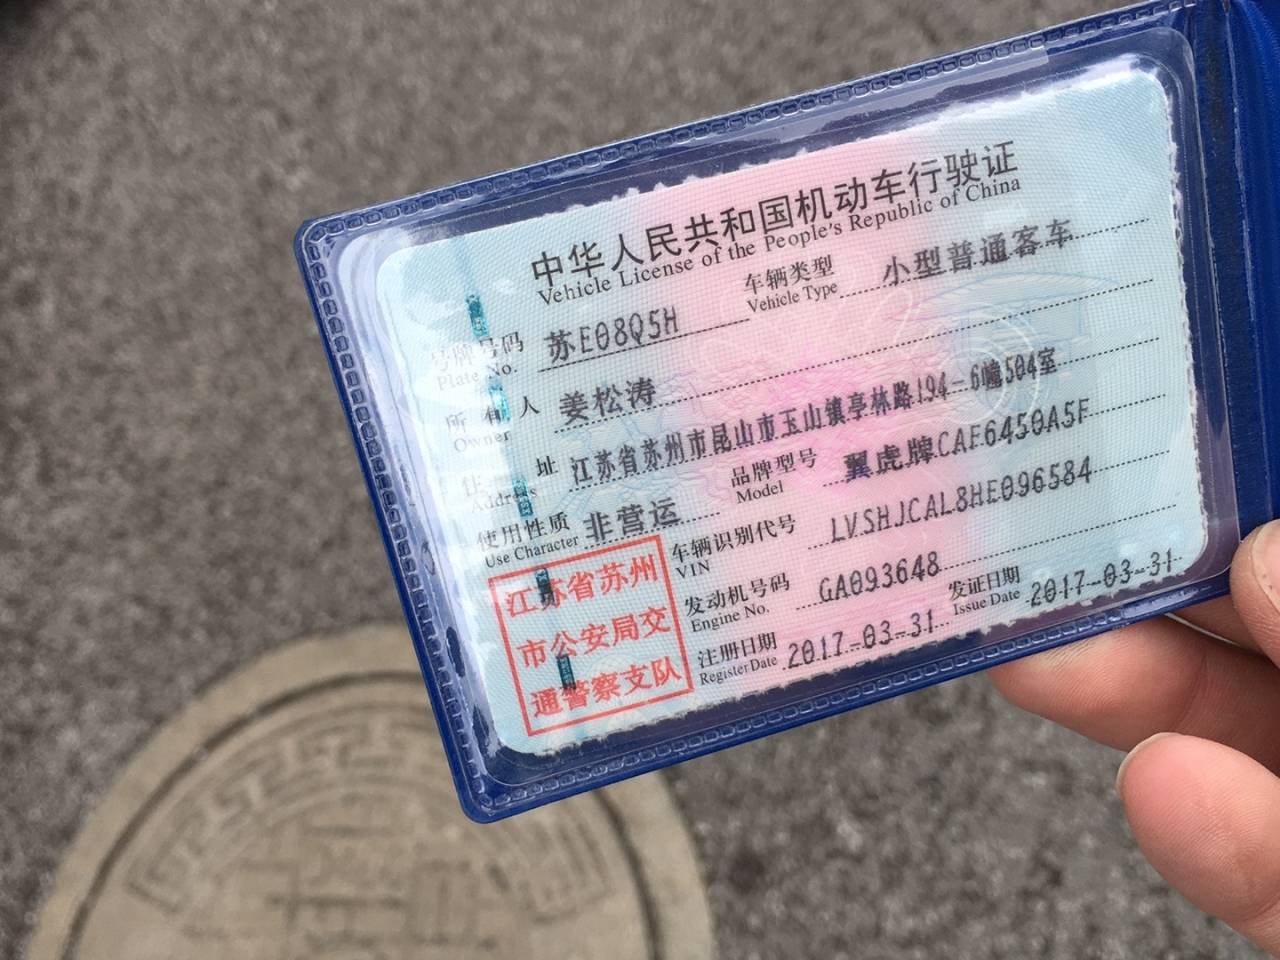 中华人民共和国机动车行驶证
Vehicle License of the People's Republic of China
号牌号码 苏E08Q5H 车辆类型 小型普通客车
Plate No. Vehicle Type
所有人 姜松涛
Owner
住址 江苏省苏州市昆山市玉山镇亭林路194-6幢504室
Address
使用性质 非营运 品牌型号 翼虎牌CAF6450A5F
Use Character Model
车辆识别代号 LVSHJCAL8HE096584
VIN
发动机号码 GA093648 发证日期 2017-03-31
Engine No. Issue Date
注册日期 2017-03-31
Register Date
江苏省苏州
市公安局交
通警察支队